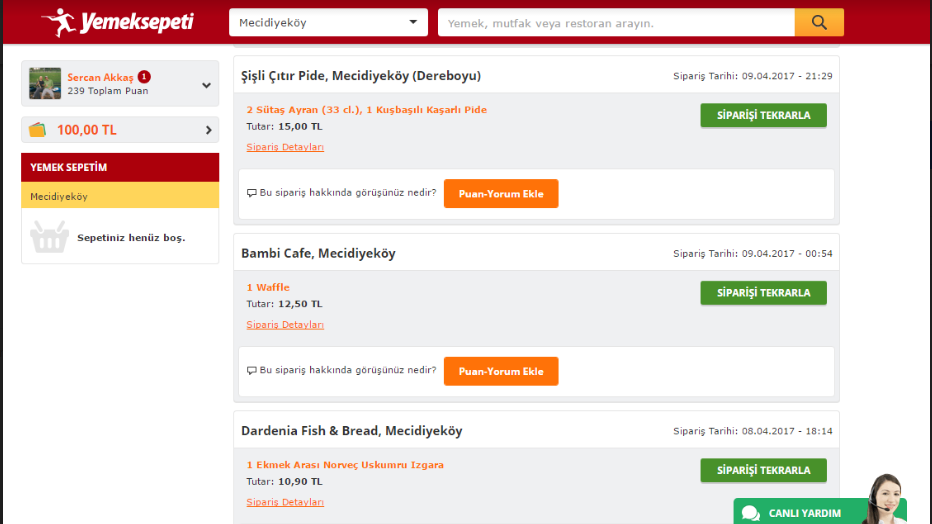 Yemeksepeti
Mecidiyeköy
Yemek, mutfak veya restoran arayın.
Sercan Akkaş 1
239 Toplam Puan
100,00 TL
YEMEK SEPETİM
Mecidiyeköy
Sepetiniz henüz boş.
Şişli Çıtır Pide, Mecidiyeköy (Dereboyu)
Sipariş Tarihi: 09.04.2017 - 21:29
2 Sütaş Ayran (33 cl.), 1 Kuşbaşılı Kaşarlı Pide
SİPARİŞİ TEKRARLA
Tutar: 15,00 TL
Sipariş Detayları
Bu sipariş hakkında görüşünüz nedir?
Puan-Yorum Ekle
Bambi Cafe, Mecidiyeköy
Sipariş Tarihi: 09.04.2017 - 00:54
1 Waffle
SİPARİŞİ TEKRARLA
Tutar: 12,50 TL
Sipariş Detayları
Bu sipariş hakkında görüşünüz nedir?
Puan-Yorum Ekle
Dardenia Fish & Bread, Mecidiyeköy
Sipariş Tarihi: 08.04.2017 - 18:14
1 Ekmek Arası Norveç Uskumru Izgara
SİPARİŞİ TEKRARLA
Tutar: 10,90 TL
Sipariş Detayları
CANLI YARDIM